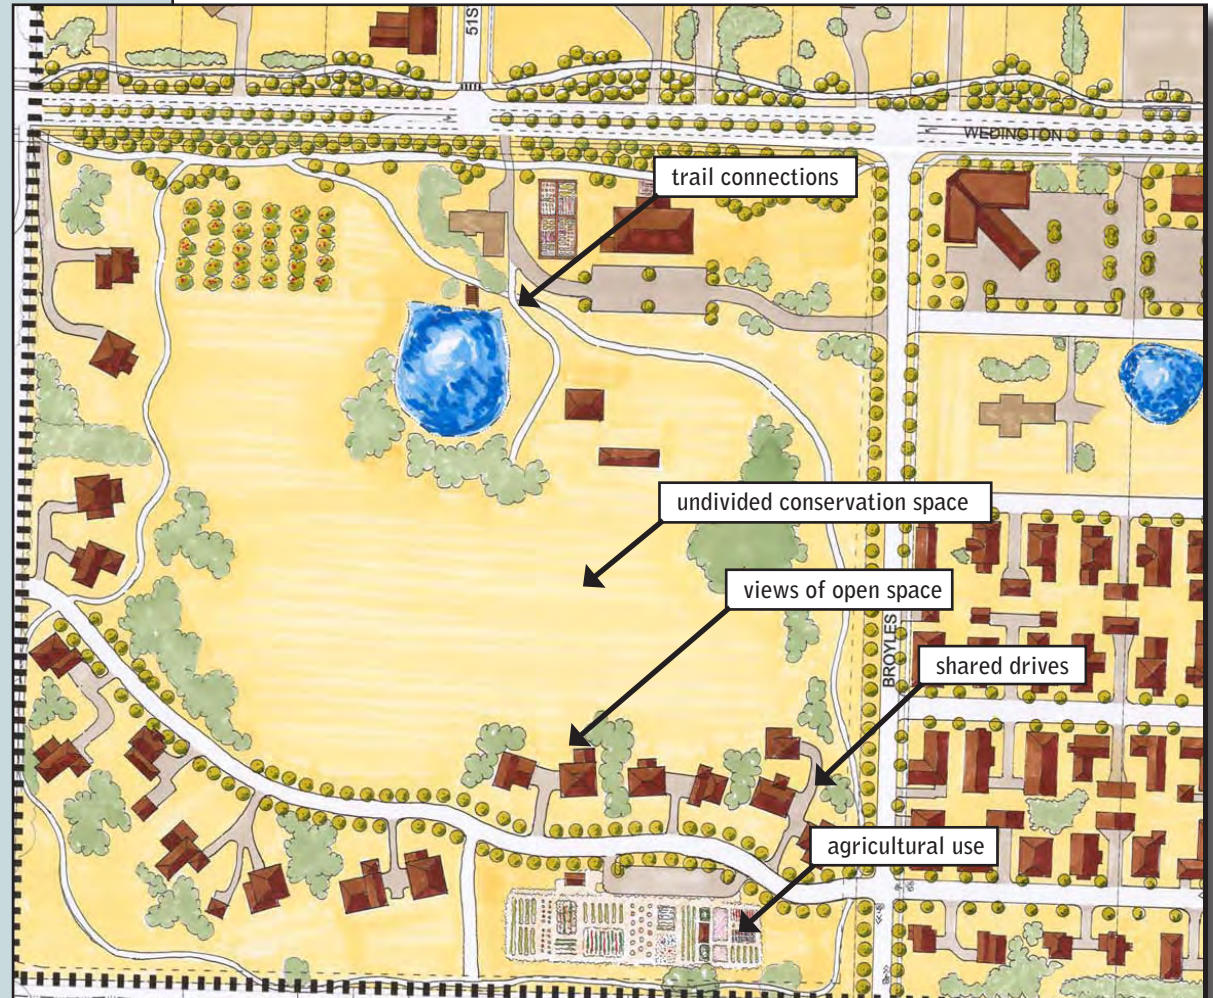 51S
WEDINGTON
trail connections
undivided conservation space
views of open space
BROYLES
shared drives
agricultural use